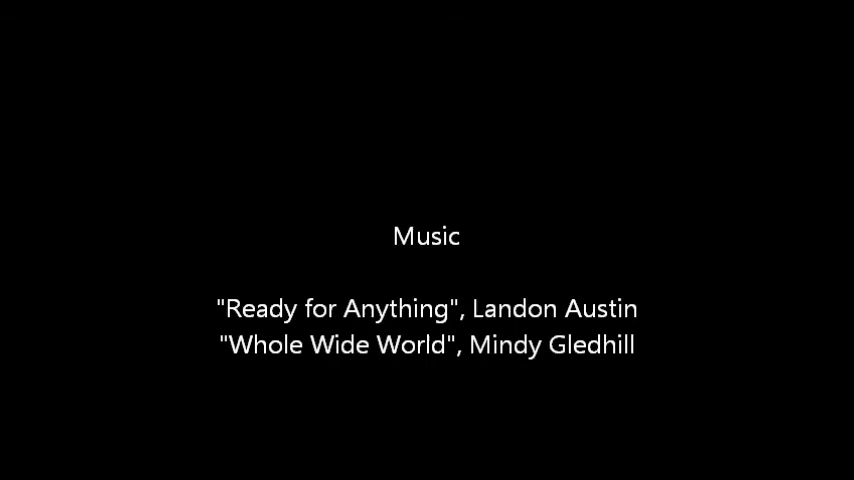 Music
"Ready for Anything", Landon Austin
"Whole Wide World", Mindy Gledhill